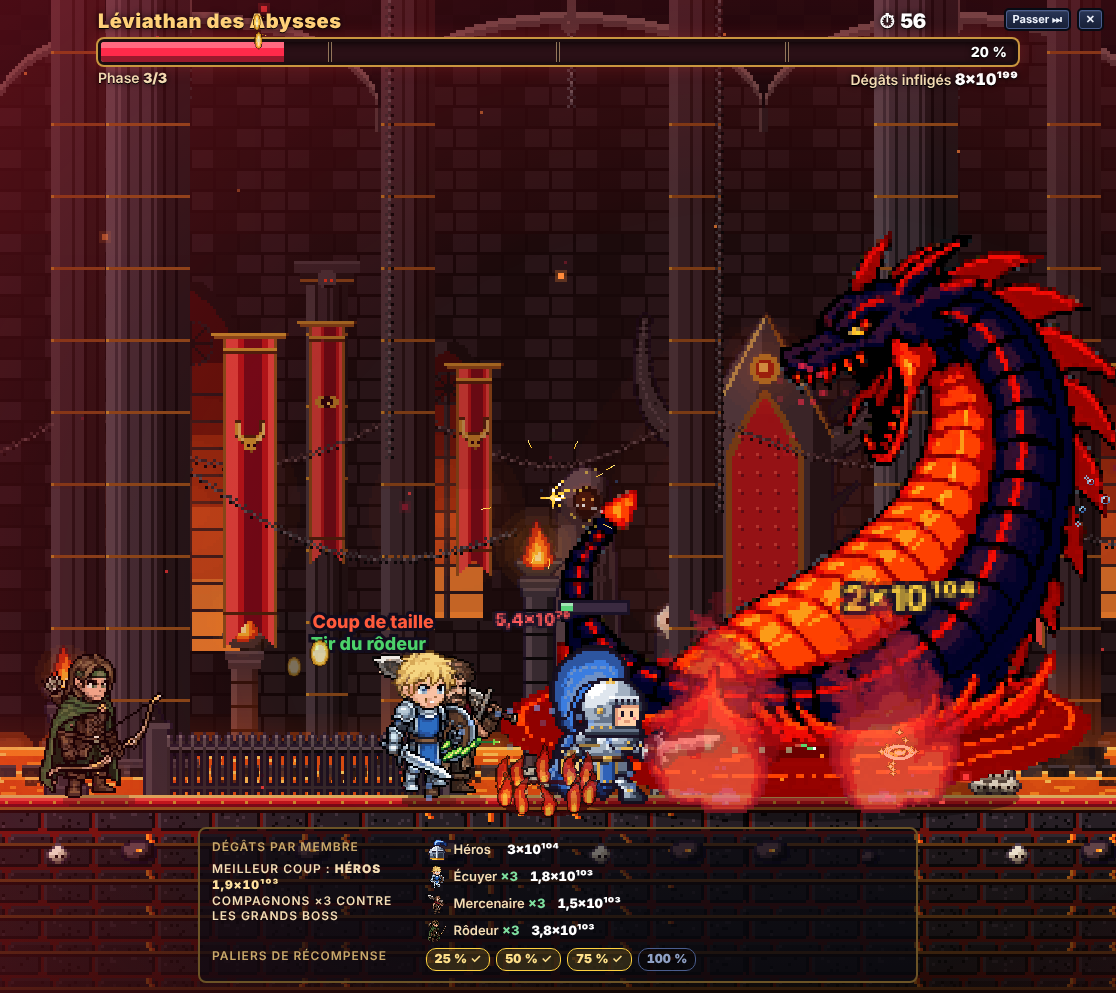 Léviathan des Abysses
⏱ 56
Passer ⏭
✕
20 %
Phase 3/3
Dégâts infligés 8×10¹⁹⁹
2×10¹⁰⁴
Coup de taille
Tir du rôdeur
DÉGÂTS PAR MEMBRE
MEILLEUR COUP : HÉROS
1,9×10¹⁰³
COMPAGNONS ×3 CONTRE
LES GRANDS BOSS
Héros 3×10¹⁰⁴
Écuyer ×3 1,8×10¹⁰³
Mercenaire ×3 1,5×10¹⁰³
Rôdeur ×3 3,8×10¹⁰³
PALIERS DE RÉCOMPENSE
25 % ✓ 50 % ✓ 75 % ✓ 100 %